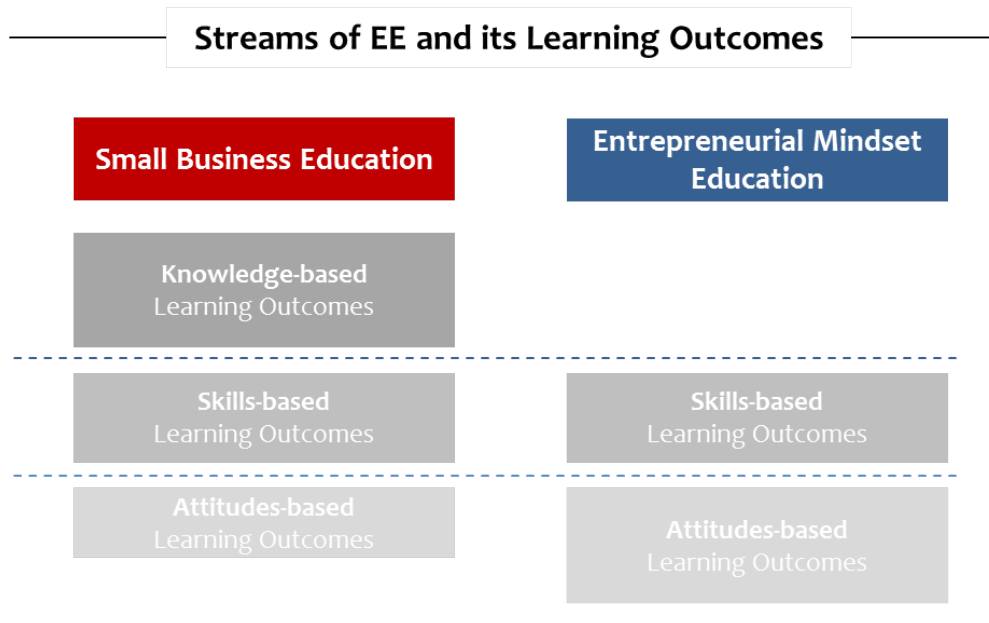 Streams of EE and its Learning Outcomes
Small Business Education
Entrepreneurial Mindset
Education
Knowledge-based
Learning Outcomes
Skills-based
Learning Outcomes
Skills-based
Learning Outcomes
Attitudes-based
Learning Outcomes
Attitudes-based
Learning Outcomes